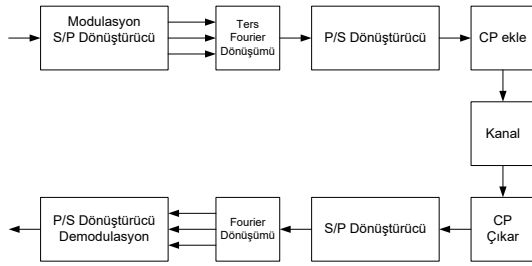 Modulasyon
S/P Dönüştürücü
Ters
Fourier
Dönüşümü
P/S Dönüştürücü
CP ekle
Kanal
P/S Dönüştürücü
Demodulasyon
Fourier
Dönüşümü
S/P Dönüştürücü
CP
Çıkar